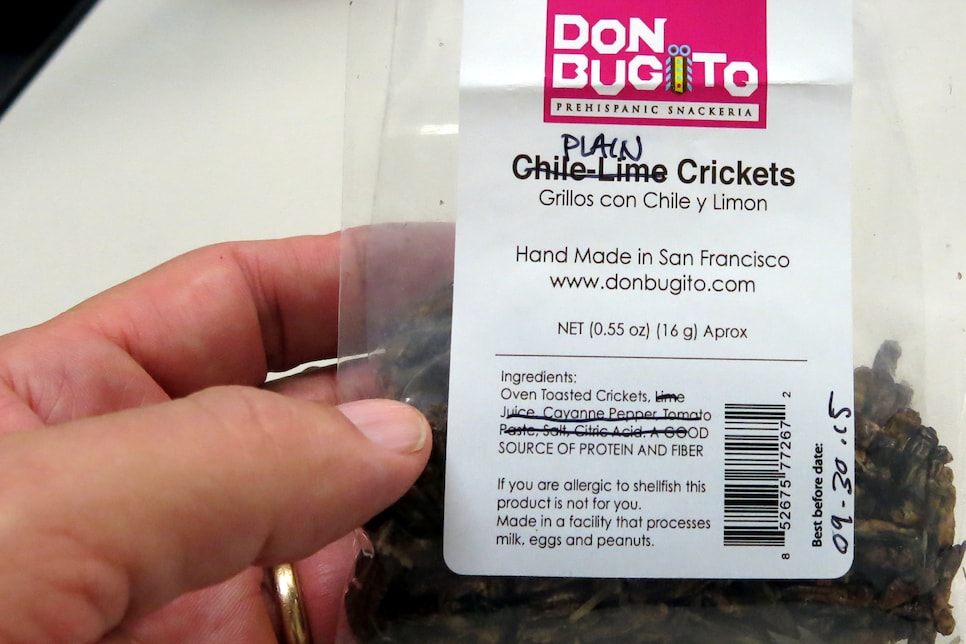 DON
BUGiTO
PREHISPANIC SNACKERIA
PLAIN
Chile-Lime Crickets
Grillos con Chile y Limon
Hand Made in San Francisco
www.donbugito.com
NET (0.55 oz) (16 g) Aprox
Ingredients:
Oven Toasted Crickets, Lime
Juice, Cayanne Pepper, Tomato
Paste, Salt, Citric Acid. A GOOD
SOURCE OF PROTEIN AND FIBER
If you are allergic to shellfish this
product is not for you.
Made in a facility that processes
milk, eggs and peanuts.
8 52675 77267 2
Best before date:
09-30.15